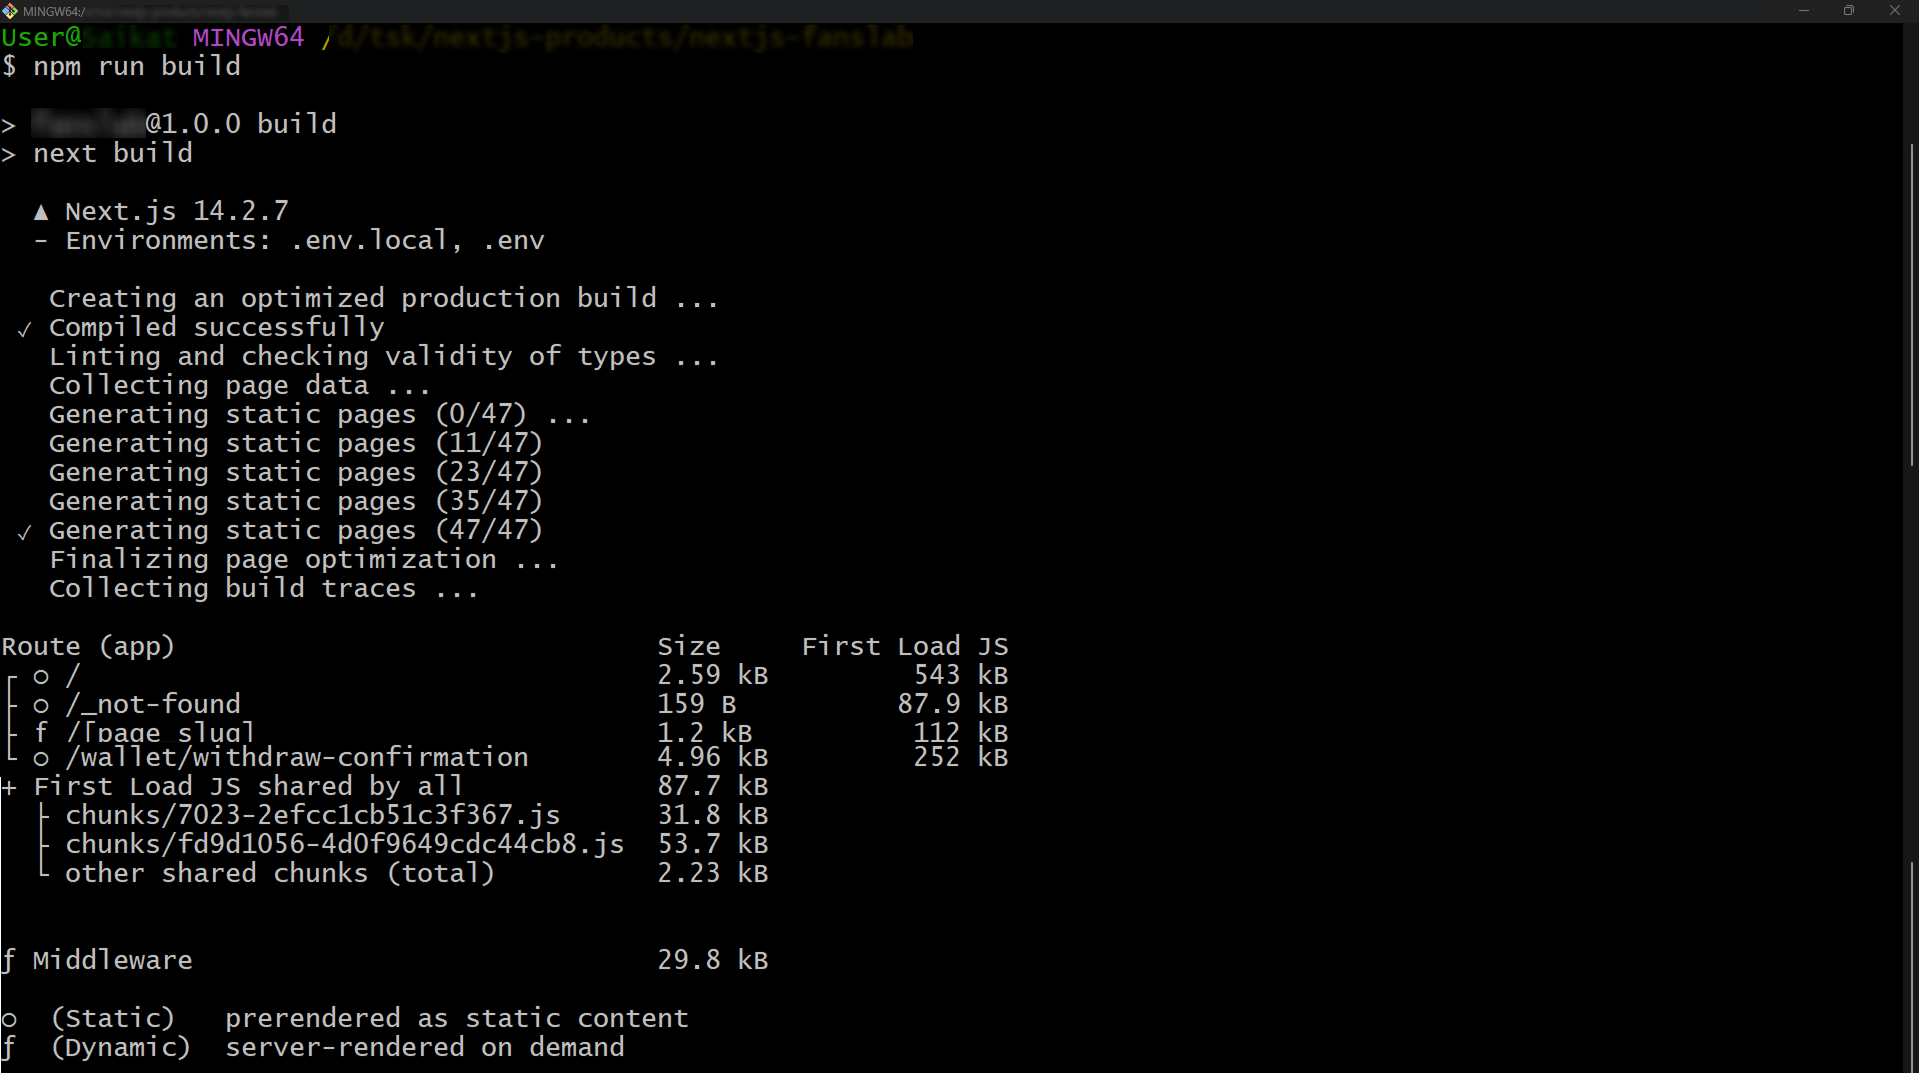 MINGW64:/
User@ MINGW64 /
$ npm run build
> @1.0.0 build
> next build
▲ Next.js 14.2.7
- Environments: .env.local, .env
Creating an optimized production build ...
✓ Compiled successfully
Linting and checking validity of types ...
Collecting page data ...
Generating static pages (0/47) ...
Generating static pages (11/47)
Generating static pages (23/47)
Generating static pages (35/47)
✓ Generating static pages (47/47)
Finalizing page optimization ...
Collecting build traces ...
Route (app) Size First Load JS
┌ ○ / 2.59 kB 543 kB
├ ○ /_not-found 159 B 87.9 kB
├ f /[page_slug] 1.2 kB 112 kB
└ ○ /wallet/withdraw-confirmation 4.96 kB 252 kB
+ First Load JS shared by all 87.7 kB
├ chunks/7023-2efcc1cb51c3f367.js 31.8 kB
├ chunks/fd9d1056-4d0f9649cdc44cb8.js 53.7 kB
└ other shared chunks (total) 2.23 kB
ƒ Middleware 29.8 kB
○ (Static) prerendered as static content
ƒ (Dynamic) server-rendered on demand